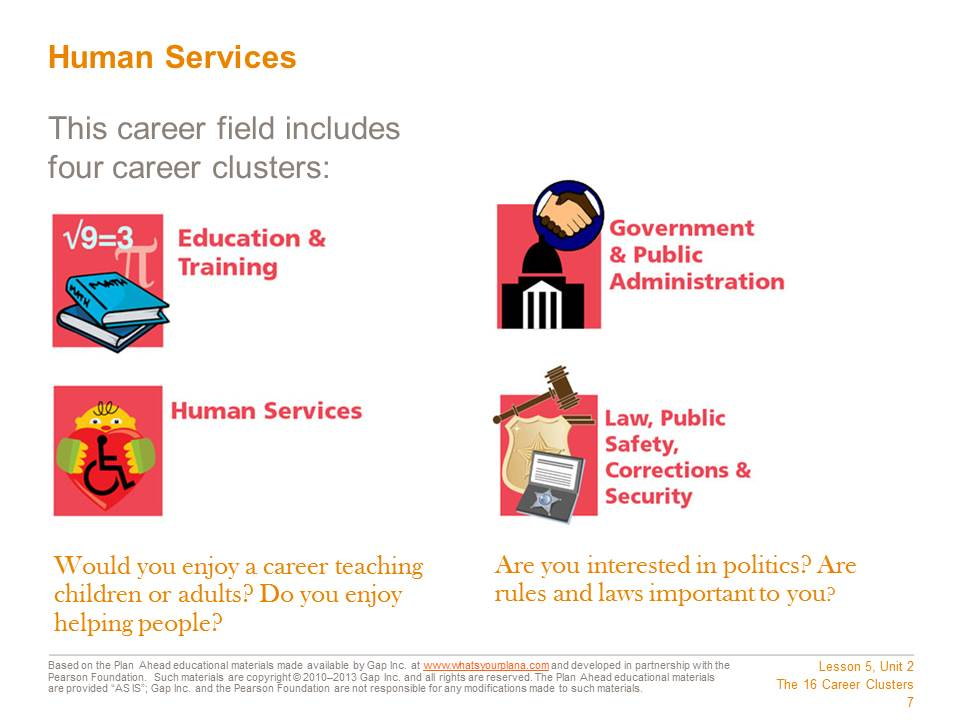 Human Services
This career field includes
four career clusters:
√9=3
π
MATH
MATH
Education &
Training
Government
& Public
Administration
Human Services
Law, Public
Safety,
Corrections &
Security
Would you enjoy a career teaching
children or adults? Do you enjoy
helping people?
Are you interested in politics? Are
rules and laws important to you?
Based on the Plan Ahead educational materials made available by Gap Inc. at www.whatsyourplana.com and developed in partnership with the
Pearson Foundation. Such materials are copyright © 2010–2013 Gap Inc. and all rights are reserved. The Plan Ahead educational materials
are provided “AS IS”; Gap Inc. and the Pearson Foundation are not responsible for any modifications made to such materials.
Lesson 5, Unit 2
The 16 Career Clusters
7